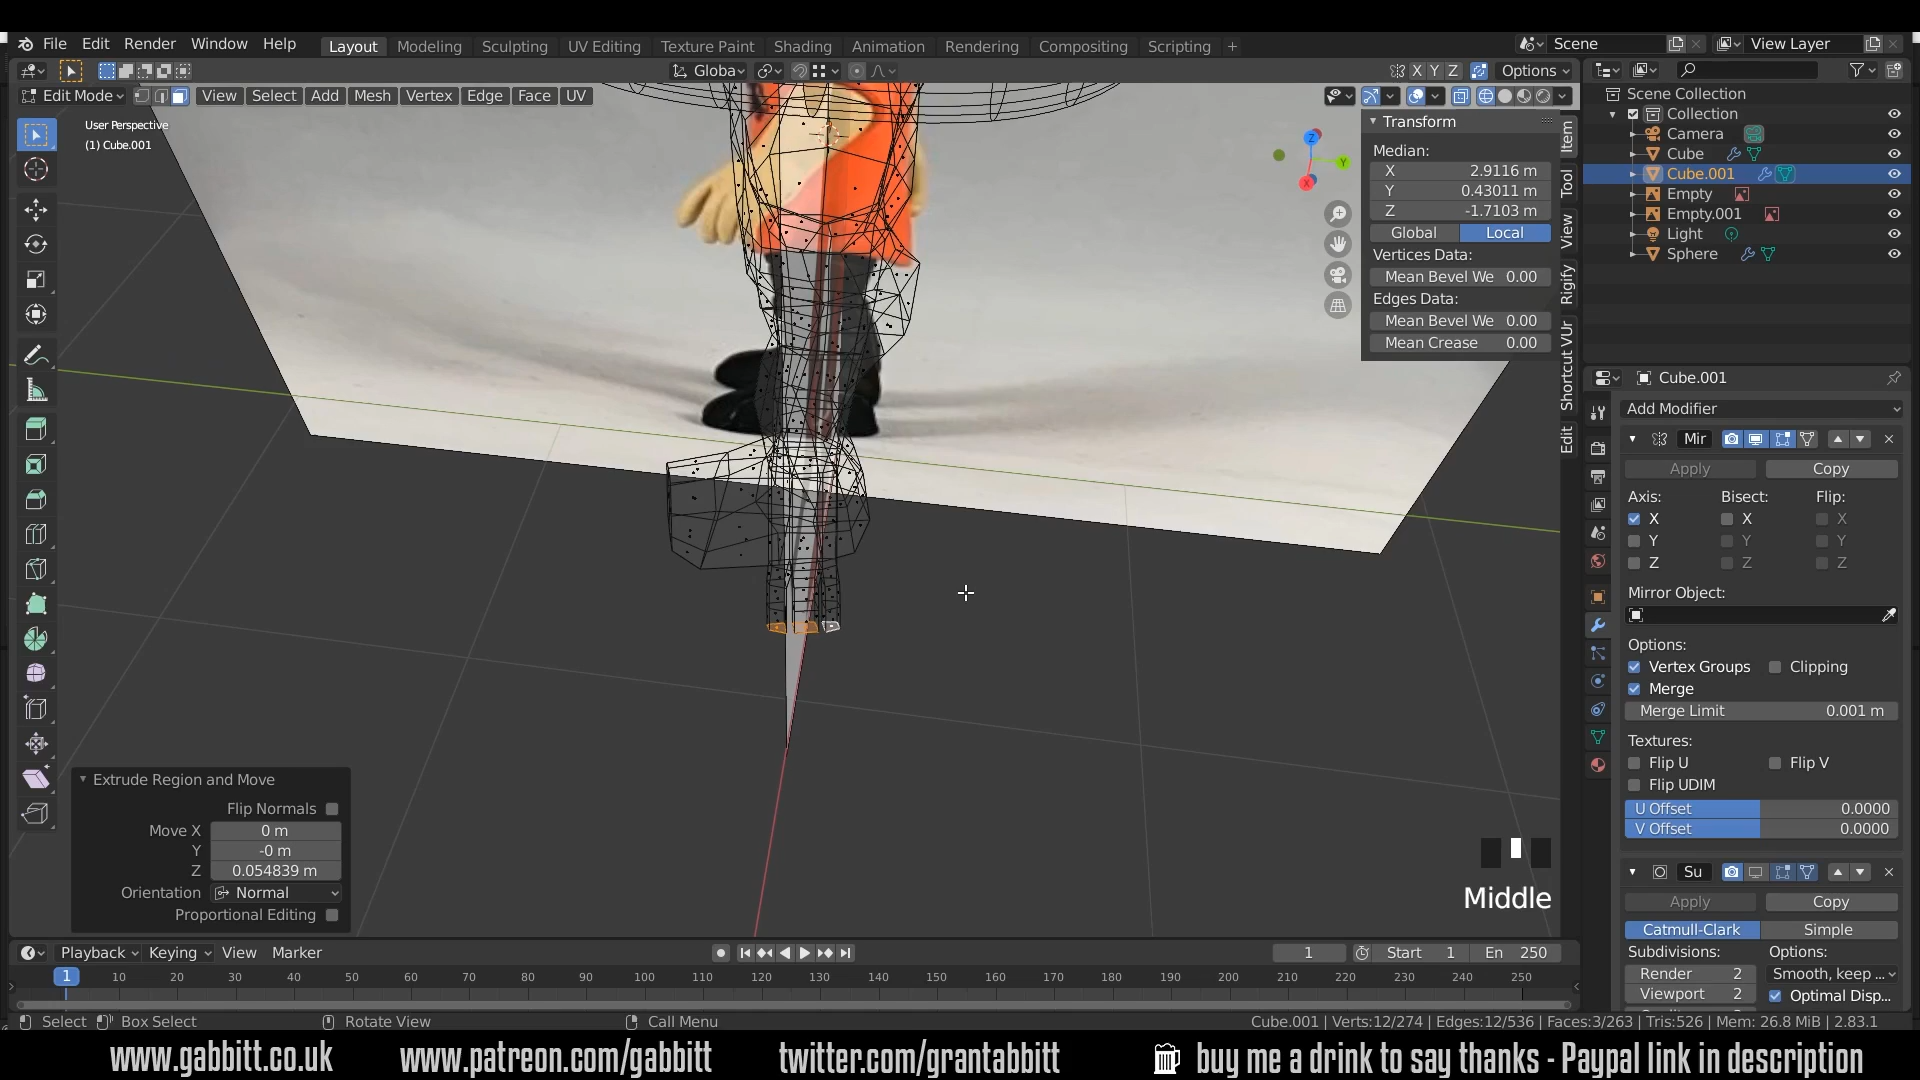 File Edit Render Window Help Layout Modeling Sculpting UV Editing Texture Paint Shading Animation Rendering Compositing Scripting + Scene View Layer
Global X Y Z Options
Edit Mode View Select Add Mesh Vertex Edge Face UV
User Perspective
(1) Cube.001
Z
Y
X
Transform
Median:
X 2.9116 m
Y 0.43011 m
Z -1.7103 m
Global Local
Vertices Data:
Mean Bevel We 0.00
Edges Data:
Mean Bevel We 0.00
Mean Crease 0.00
Item
Tool
View
Rigify
Shortcut VUr
Edit
Scene Collection
Collection
Camera
Cube
Cube.001
Empty
Empty.001
Light
Sphere
Cube.001
Add Modifier
Mir
Apply Copy
Axis: Bisect: Flip:
X X X
Y Y Y
Z Z Z
Mirror Object:
Options:
Vertex Groups Clipping
Merge
Merge Limit 0.001 m
Textures:
Flip U Flip V
Flip UDIM
U Offset 0.0000
V Offset 0.0000
Su
Apply Copy
Catmull-Clark Simple
Subdivisions: Options:
Render 2 Smooth, keep ...
Viewport 2 Optimal Disp...
Extrude Region and Move
Flip Normals
Move X 0 m
Y -0 m
Z 0.054839 m
Orientation Normal
Proportional Editing
Middle
Playback Keying View Marker 1 Start 1 En 250
1 10 20 30 40 50 60 70 80 90 100 110 120 130 140 150 160 170 180 190 200 210 220 230 240 250
Select Box Select Rotate View Call Menu Cube.001 | Verts:12/274 | Edges:12/536 | Faces:3/263 | Tris:526 | Mem: 26.8 MiB | 2.83.1
www.gabbitt.co.uk www.patreon.com/gabbitt twitter.com/grantabbitt buy me a drink to say thanks - Paypal link in description